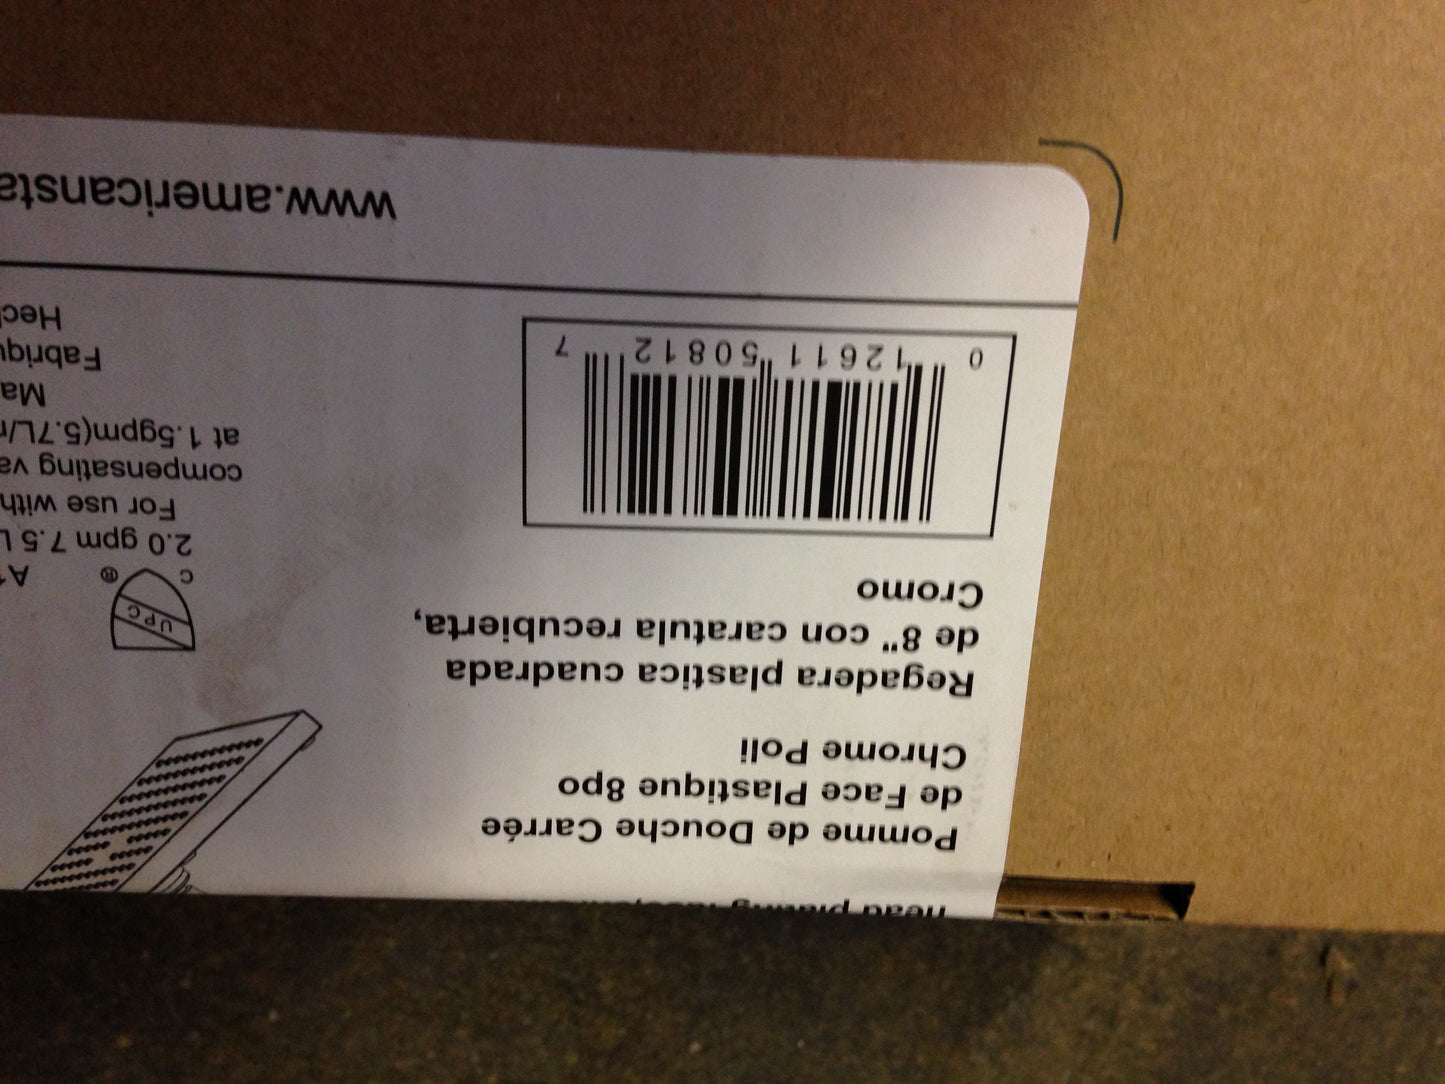 Pomme de Douche Carrée
de Face Plastique 8po
Chrome Poli
Regadera plastica cuadrada
de 8" con caratula recubierta,
Cromo
0 12611 50812 7
UPC
c ®
2.0 gpm 7.5 L
For use with
compensating va
at 1.5gpm(5.7L/
Ma
Fabriqu
Hec
www.americansta